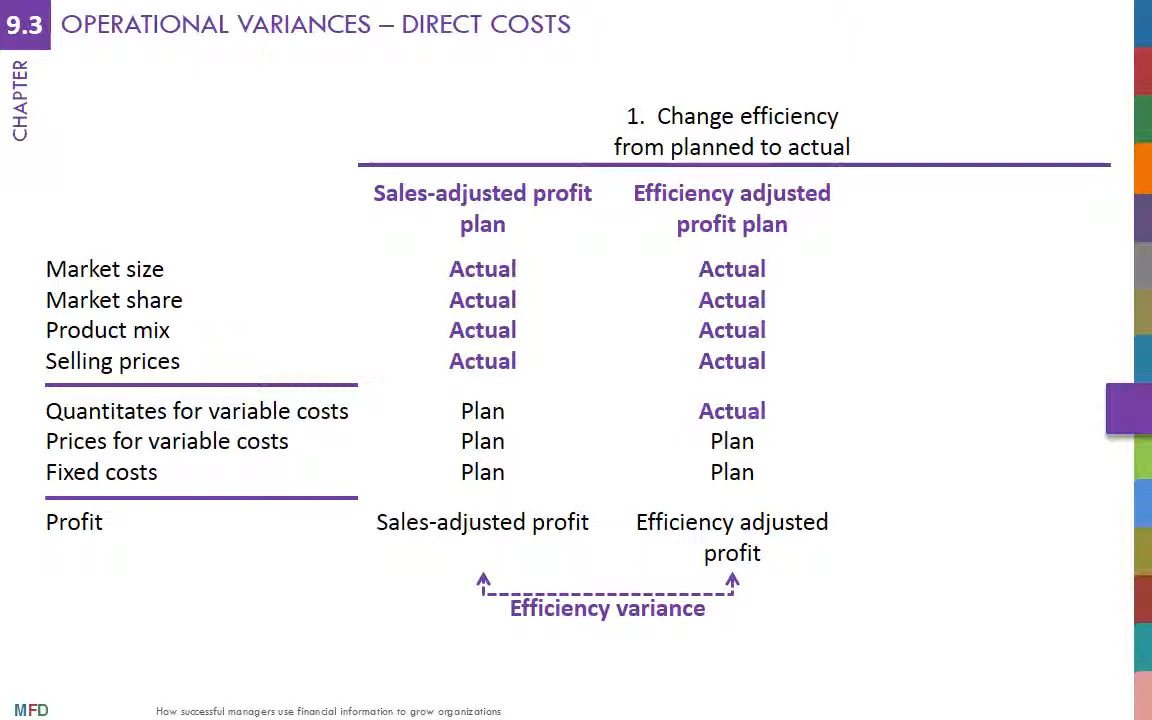 9.3 OPERATIONAL VARIANCES – DIRECT COSTS
CHAPTER
1. Change efficiency
from planned to actual
Sales-adjusted profit Efficiency adjusted
plan profit plan
Market size Actual Actual
Market share Actual Actual
Product mix Actual Actual
Selling prices Actual Actual
Quantitates for variable costs Plan Actual
Prices for variable costs Plan Plan
Fixed costs Plan Plan
Profit Sales-adjusted profit Efficiency adjusted
profit
Efficiency variance
MFD How successful managers use financial information to grow organizations